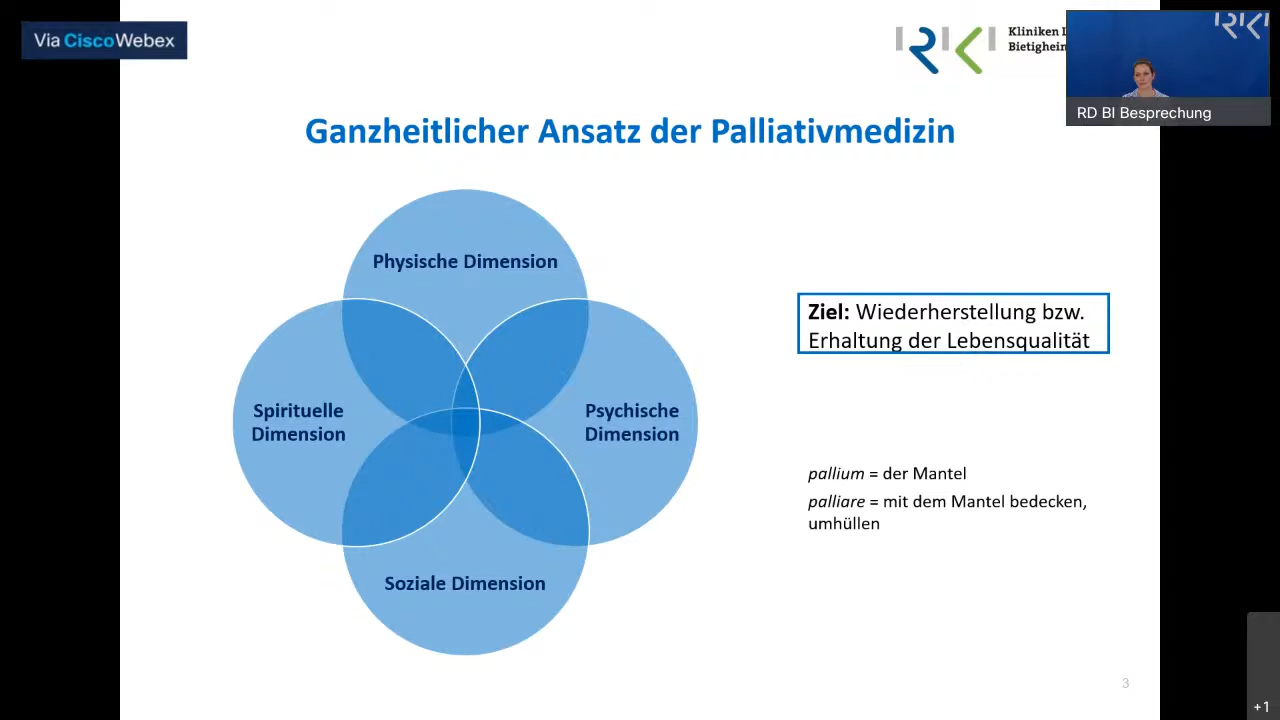 Via CiscoWebex
Kliniken
Bietigheim
RKI
RD BI Besprechung
Ganzheitlicher Ansatz der Palliativmedizin
Physische Dimension
Spirituelle
Dimension
Psychische
Dimension
Soziale Dimension
Ziel: Wiederherstellung bzw.
Erhaltung der Lebensqualität
pallium = der Mantel
palliare = mit dem Mantel bedecken,
umhüllen
3
+1